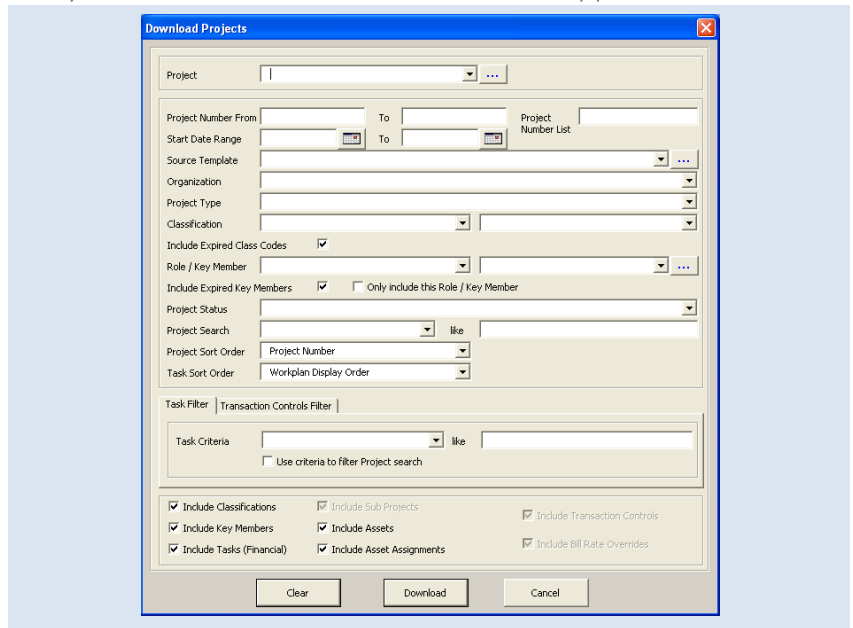 Download Projects
Project
...
Project Number From To Project Number List
Start Date Range To
Source Template ...
Organization
Project Type
Classification
Include Expired Class Codes
Role / Key Member ...
Include Expired Key Members Only include this Role / Key Member
Project Status
Project Search like
Project Sort Order Project Number
Task Sort Order Workplan Display Order
Task Filter Transaction Controls Filter
Task Criteria like
Use criteria to filter Project search
Include Classifications Include Sub Projects Include Transaction Controls
Include Key Members Include Assets
Include Tasks (Financial) Include Asset Assignments Include Bill Rate Overrides
Clear Download Cancel